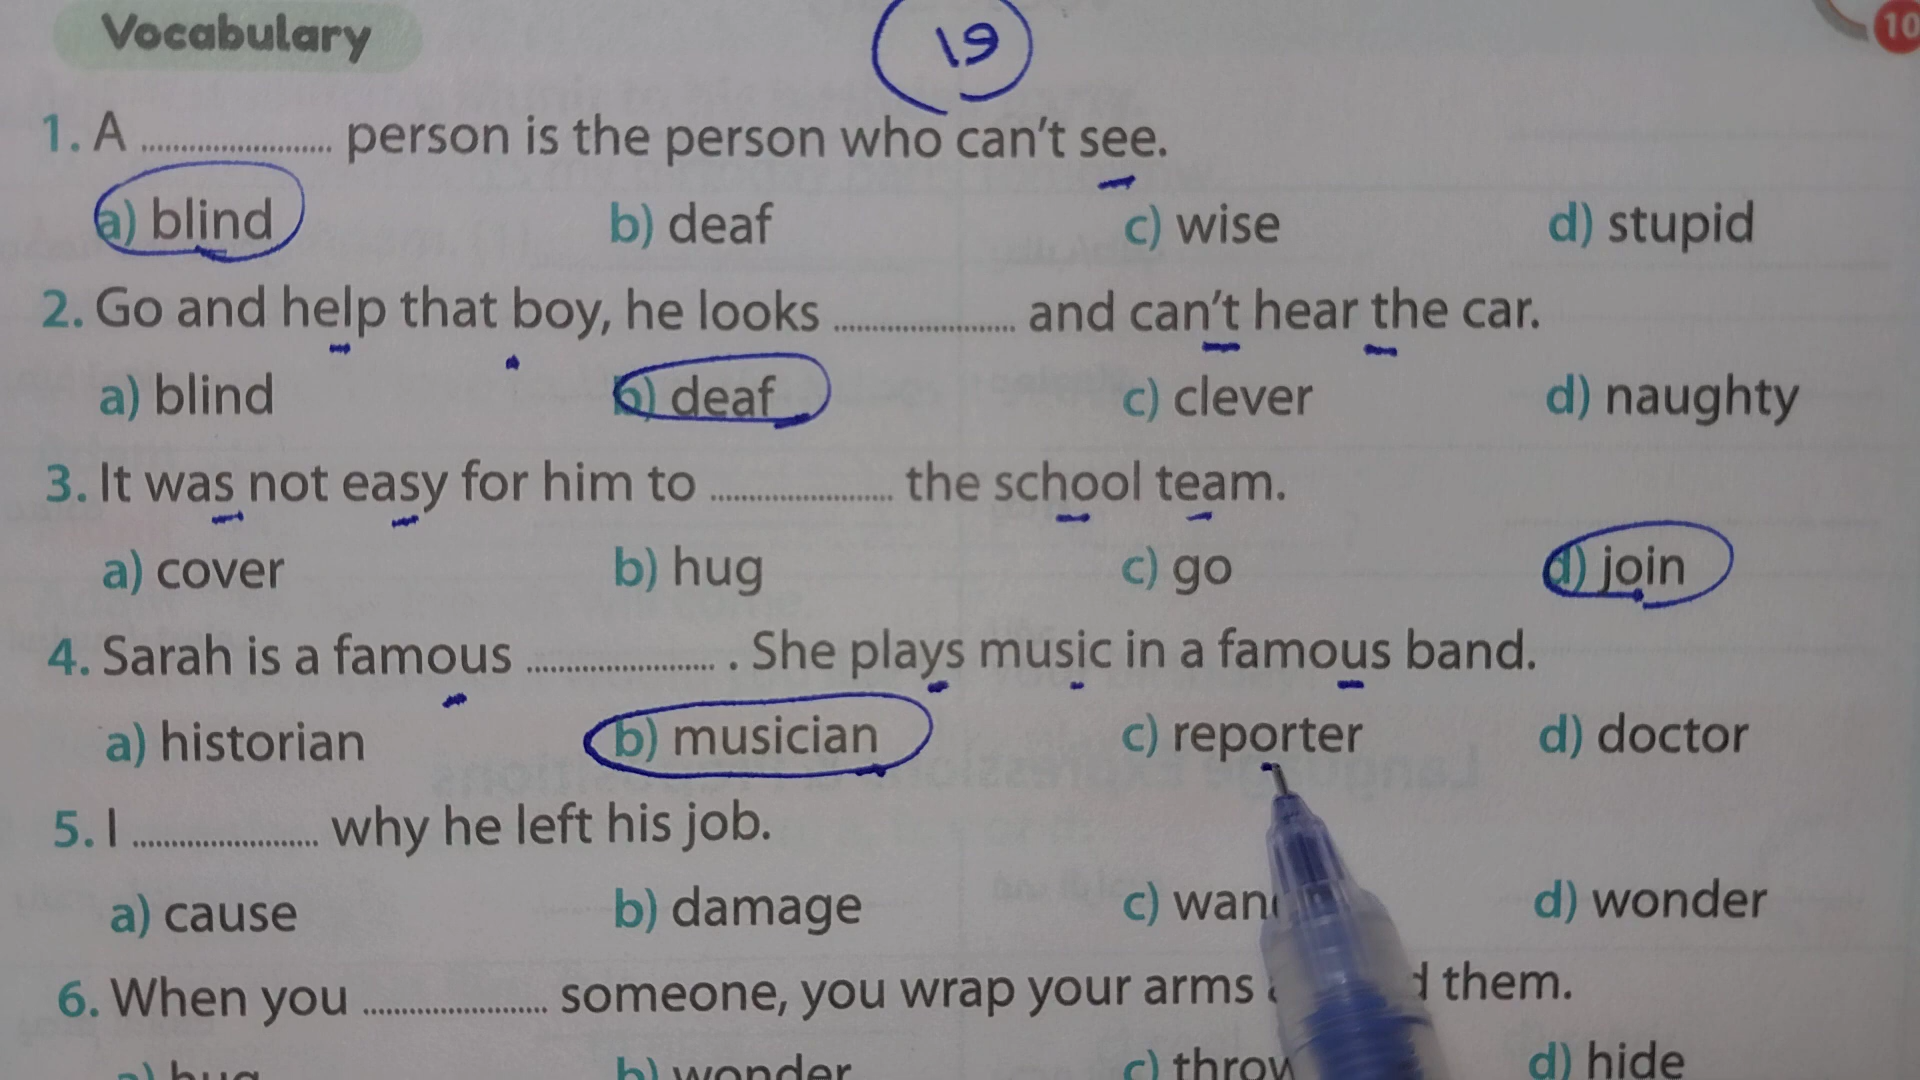 Vocabulary
19
10
1. A ........................ person is the person who can't see.
a) blind b) deaf c) wise d) stupid
2. Go and help that boy, he looks ........................ and can't hear the car.
a) blind b) deaf c) clever d) naughty
3. It was not easy for him to ........................ the school team.
a) cover b) hug c) go d) join
4. Sarah is a famous ........................ . She plays music in a famous band.
a) historian b) musician c) reporter d) doctor
5. I ........................ why he left his job.
a) cause b) damage c) d) wonder
6. When you ........................ someone, you wrap your arms them.
a) hug b) wonder c) d) hide